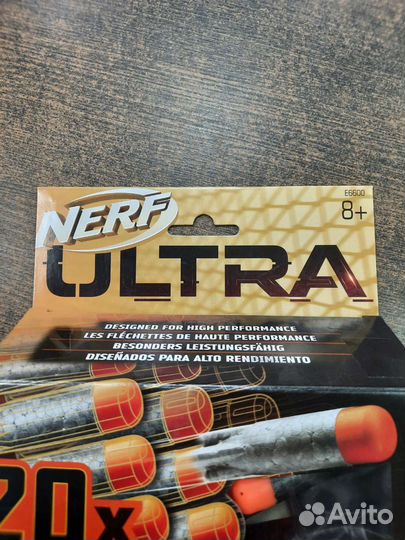 E6600
8+
NERF
ULTRA
DESIGNED FOR HIGH PERFORMANCE
LES FLÉCHETTES DE HAUTE PERFORMANCE
BESONDERS LEISTUNGSFÄHIG
DISEÑADOS PARA ALTO RENDIMIENTO
20x
Avito